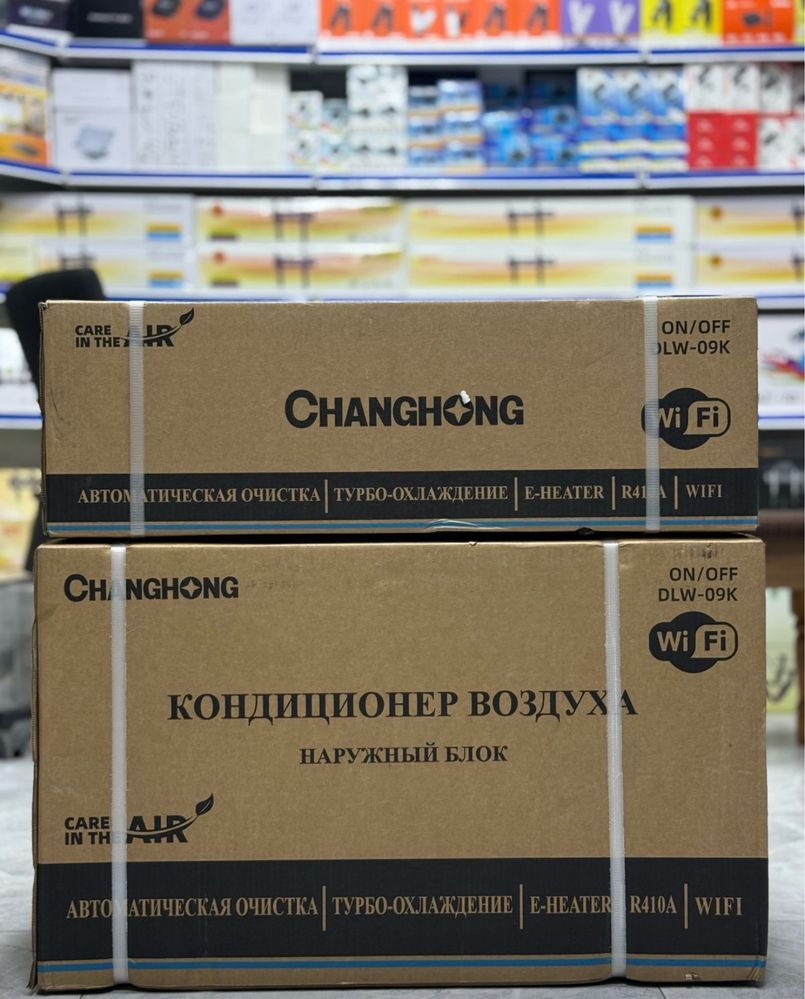 CARE
IN THE AIR
ON/OFF
DLW-09K
CHANGHONG
Wi Fi
АВТОМАТИЧЕСКАЯ ОЧИСТКА | ТУРБО-ОХЛАЖДЕНИЕ | E-HEATER | R410A | WIFI
CHANGHONG
ON/OFF
DLW-09K
Wi Fi
КОНДИЦИОНЕР ВОЗДУХА
НАРУЖНЫЙ БЛОК
CARE
IN THE AIR
АВТОМАТИЧЕСКАЯ ОЧИСТКА | ТУРБО-ОХЛАЖДЕНИЕ | E-HEATER | R410A | WIFI